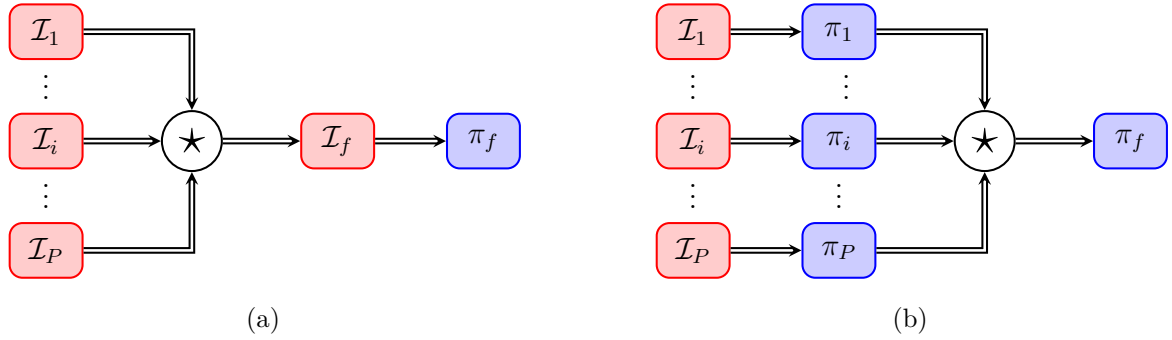 𝓘₁ 𝓘₁ π₁
⋮ ⋮ ⋮
𝓘ᵢ ⋆ 𝓘_f π_f 𝓘ᵢ πᵢ ⋆ π_f
⋮ ⋮ ⋮
𝓘_P 𝓘_P π_P
(a) (b)